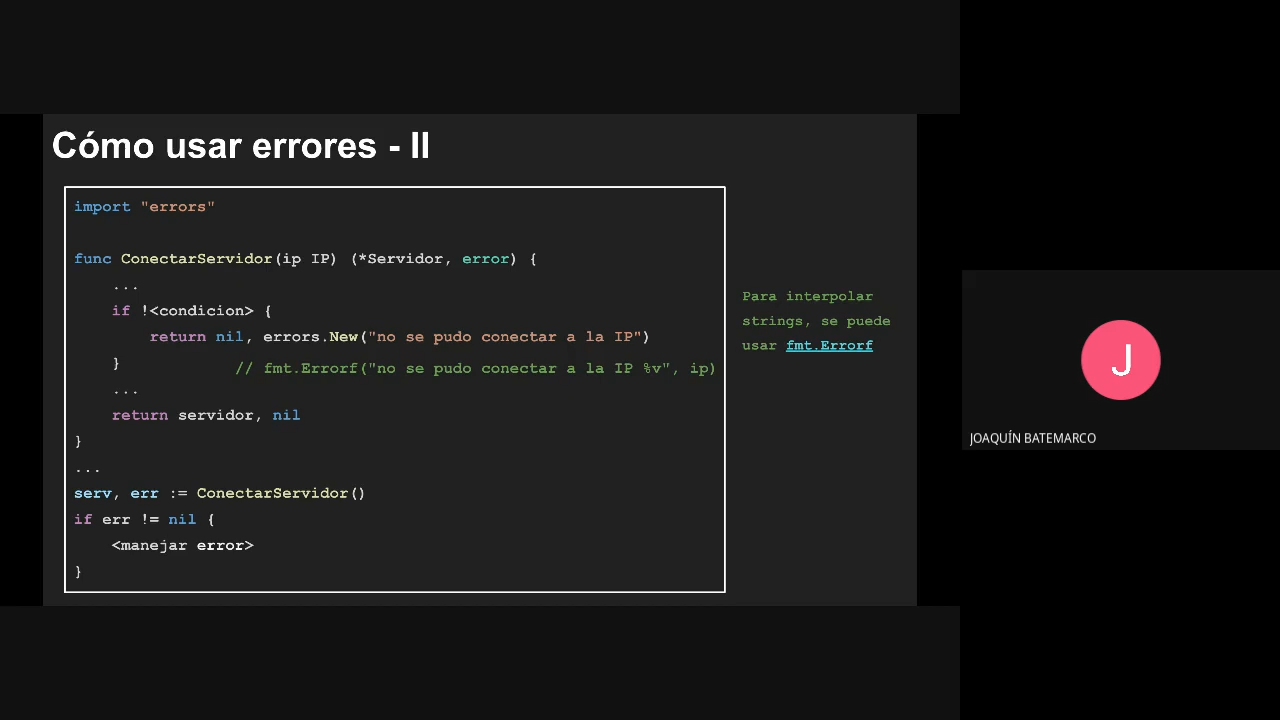 Cómo usar errores - II
import "errors"
func ConectarServidor(ip IP) (*Servidor, error) {
...
if !<condicion> {
return nil, errors.New("no se pudo conectar a la IP")
}
// fmt.Errorf("no se pudo conectar a la IP %v", ip)
...
return servidor, nil
}
...
serv, err := ConectarServidor()
if err != nil {
<manejar error>
}
Para interpolar
strings, se puede
usar fmt.Errorf
J
JOAQUÍN BATEMARCO